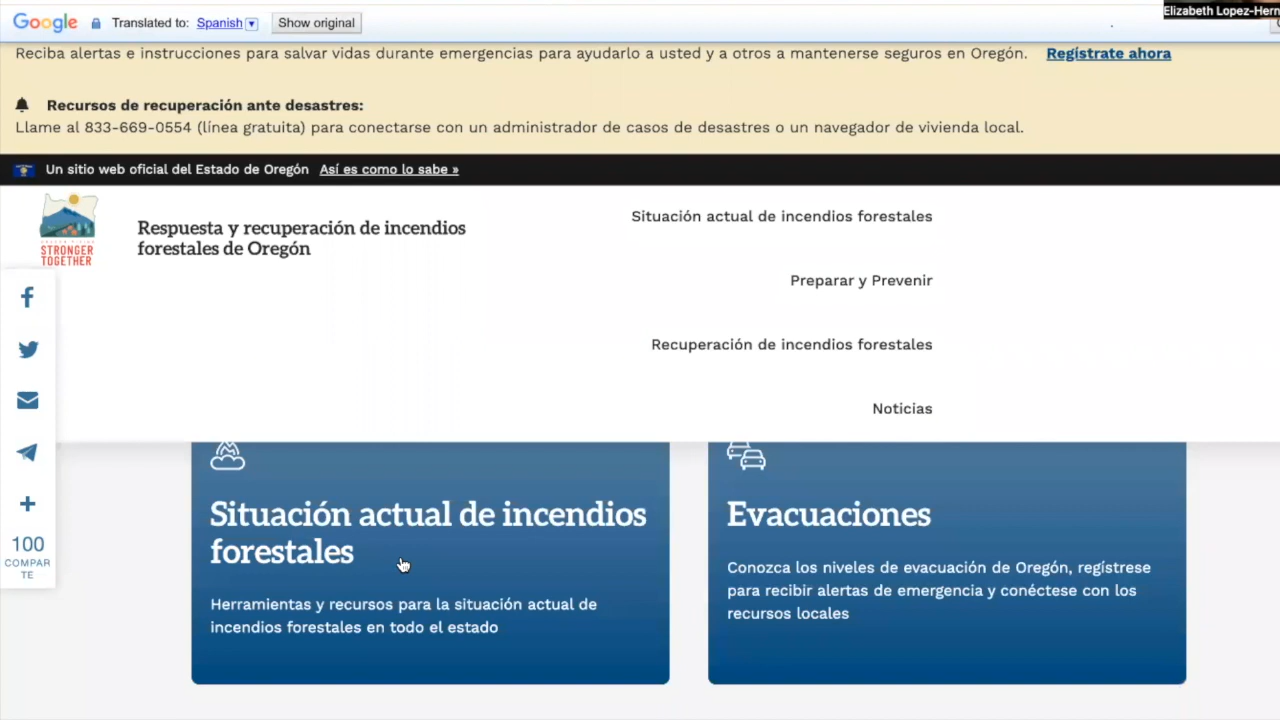 Elizabeth Lopez-Hern
Google Translated to: Spanish Show original
Reciba alertas e instrucciones para salvar vidas durante emergencias para ayudarlo a usted y a otros a mantenerse seguros en Oregón. Regístrate ahora
Recursos de recuperación ante desastres:
Llame al 833-669-0554 (línea gratuita) para conectarse con un administrador de casos de desastres o un navegador de vivienda local.
Un sitio web oficial del Estado de Oregón Así es como lo sabe »
STRONGER
TOGETHER
Respuesta y recuperación de incendios
forestales de Oregón
Situación actual de incendios forestales
Preparar y Prevenir
Recuperación de incendios forestales
Noticias
100
COMPAR
TE
Situación actual de incendios
forestales
Herramientas y recursos para la situación actual de
incendios forestales en todo el estado
Evacuaciones
Conozca los niveles de evacuación de Oregón, regístrese
para recibir alertas de emergencia y conéctese con los
recursos locales